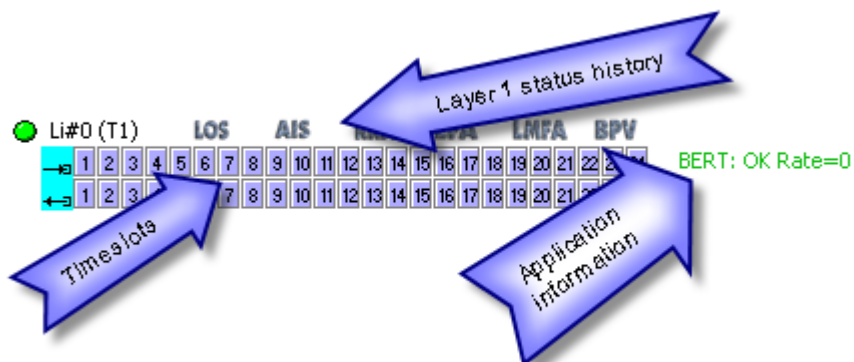 Layer 1 status history
Li#0 (T1) LOS AIS LMFA BPV
1 2 3 4 5 6 7 8 9 10 11 12 13 14 15 16 17 18 19 20 21 22 BERT: OK Rate=0
1 2 3 7 8 9 10 11 12 13 14 15 16 17 18 19 20 21
Timeslots
Application
information